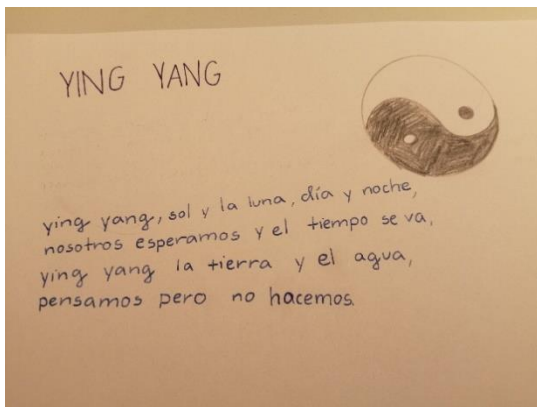 YING YANG
ying yang, sol y la luna, día y noche,
nosotros esperamos y el tiempo se va,
ying yang la tierra y el agua,
pensamos pero no hacemos.